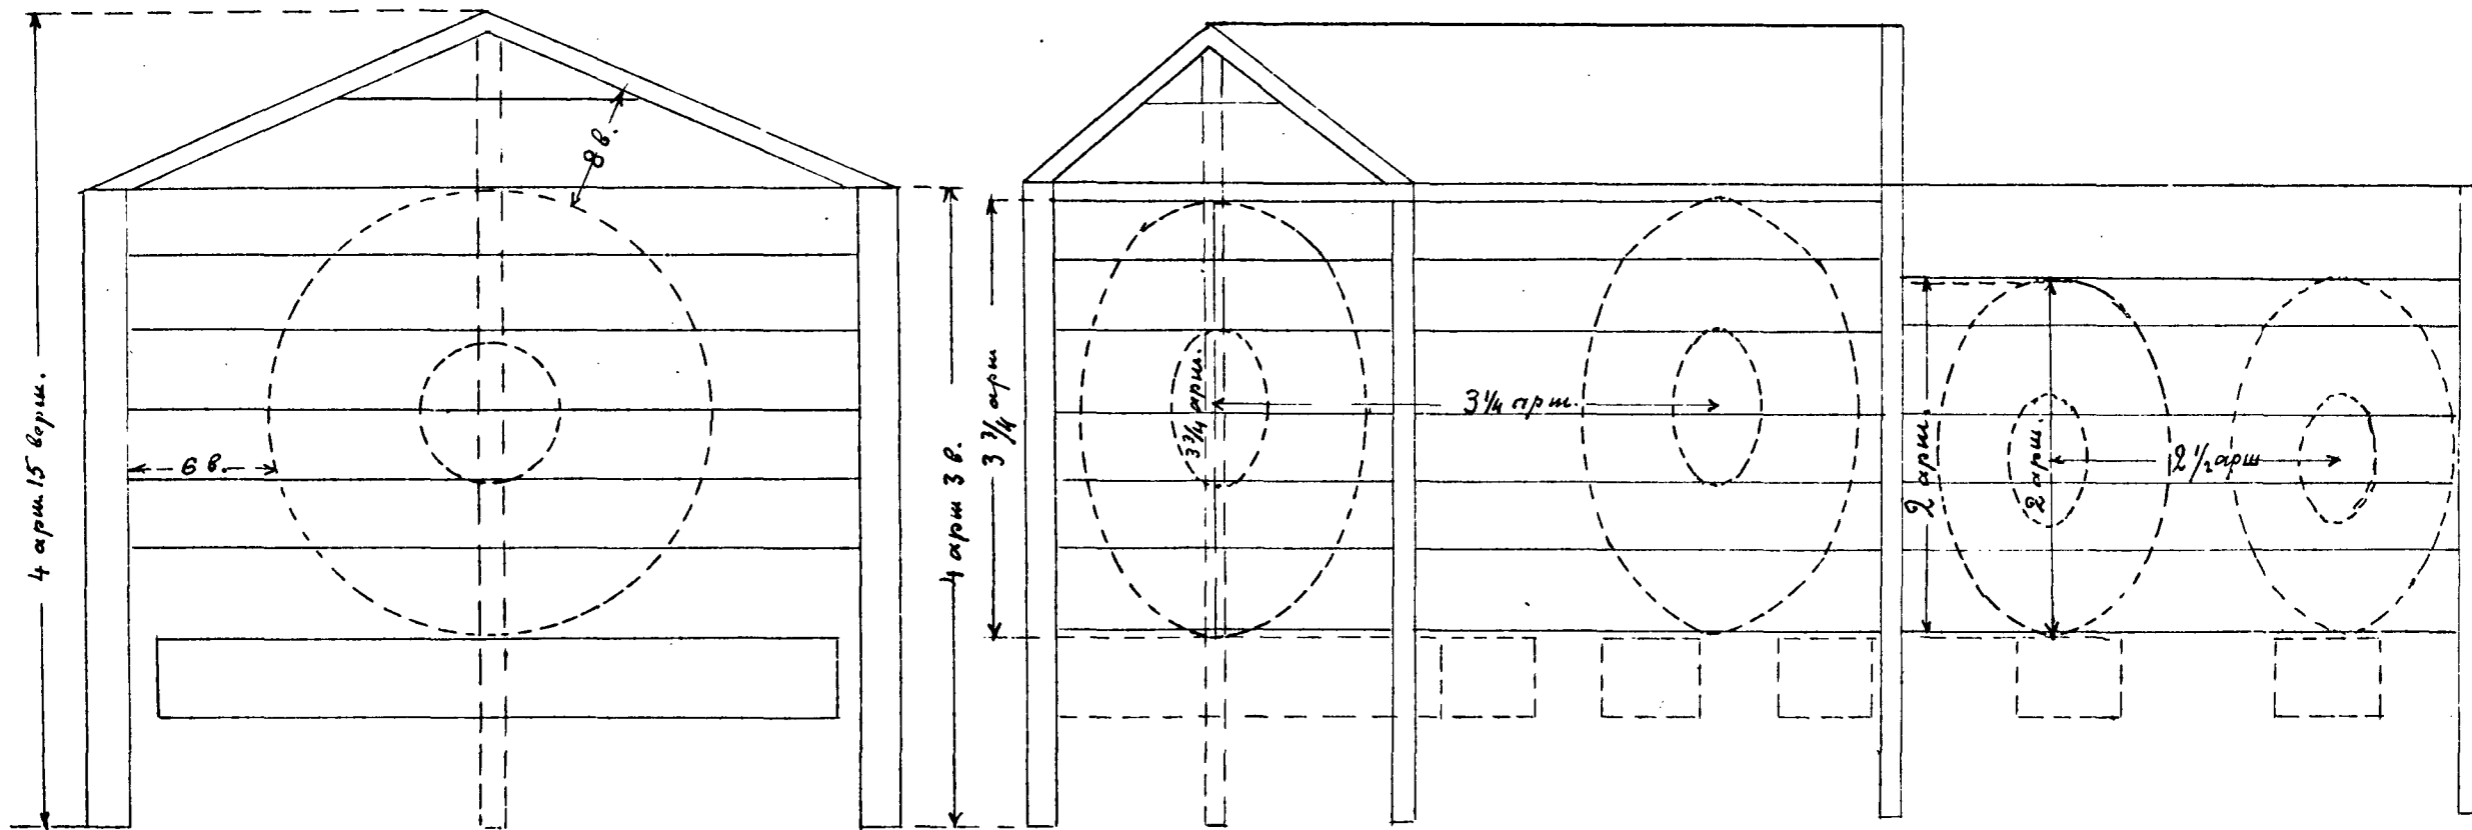 4 арш 15 верш.
8 в.
6 в.
4 арш 3 в.
3 3/4 арш
3 3/4 арш.
3 1/4 арш.
2 арш.
2 арш.
2 1/2 арш